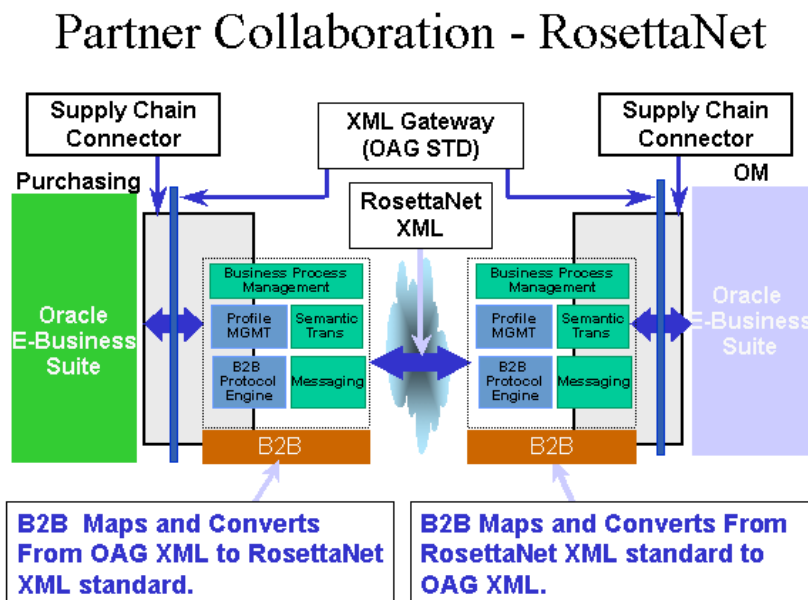 Partner Collaboration - RosettaNet
Supply Chain
Connector
XML Gateway
(OAG STD)
Supply Chain
Connector
Purchasing
OM
RosettaNet
XML
Oracle
E-Business
Suite
Business Process
Management
Profile
MGMT
Semantic
Trans
B2B
Protocol
Engine
Messaging
B2B
Business Process
Management
Profile
MGMT
Semantic
Trans
B2B
Protocol
Engine
Messaging
B2B
Oracle
E-Business
Suite
B2B Maps and Converts
From OAG XML to RosettaNet
XML standard.
B2B Maps and Converts From
RosettaNet XML standard to
OAG XML.